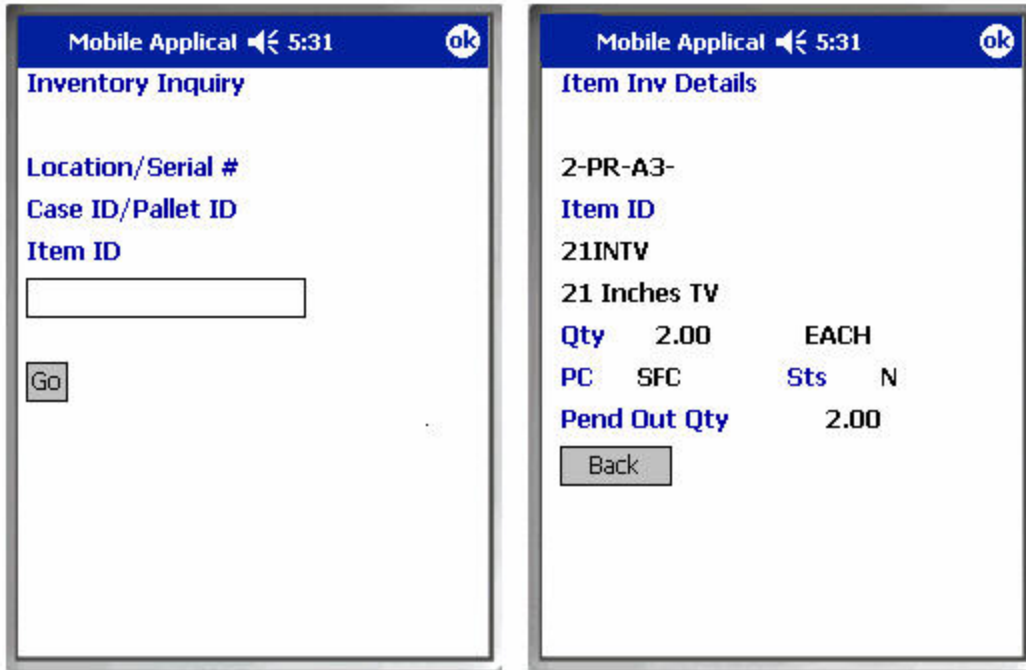 Mobile Applicat 5:31 ok
Inventory Inquiry
Location/Serial #
Case ID/Pallet ID
Item ID
Go
Mobile Applicat 5:31 ok
Item Inv Details
2-PR-A3-
Item ID
21INTV
21 Inches TV
Qty 2.00 EACH
PC SFC Sts N
Pend Out Qty 2.00
Back